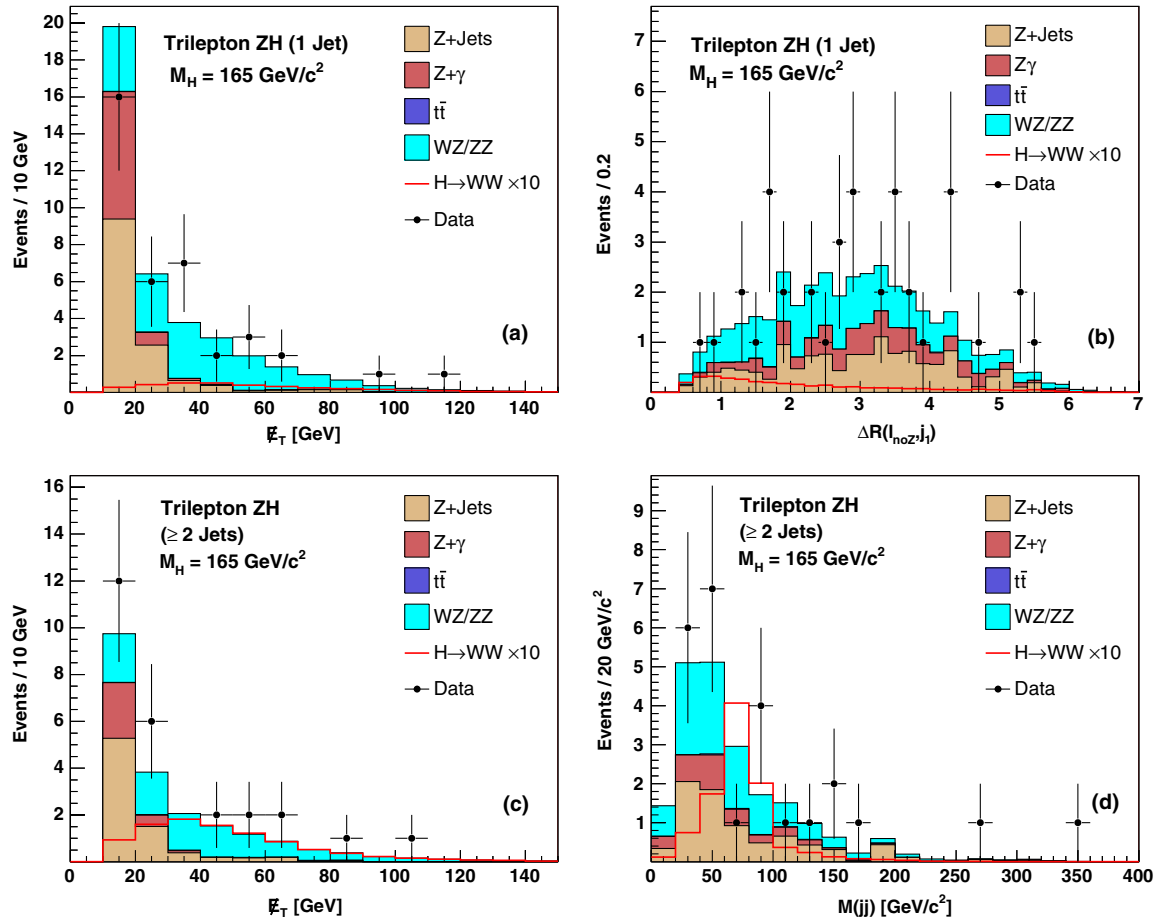 Trilepton ZH (1 Jet)
M_H = 165 GeV/c²
Z+Jets
Z+γ
tt̄
WZ/ZZ
H→WW ×10
Data
(a)
Events / 10 GeV
20
18
16
14
12
10
8
6
4
2
0 20 40 60 80 100 120 140
E̸_T [GeV]
Trilepton ZH (1 Jet)
M_H = 165 GeV/c²
Z+Jets
Zγ
tt̄
WZ/ZZ
H→WW ×10
Data
(b)
Events / 0.2
7
6
5
4
3
2
1
0
0 1 2 3 4 5 6 7
ΔR(l_noZ,j_1)
Trilepton ZH
(≥ 2 Jets)
M_H = 165 GeV/c²
Z+Jets
Z+γ
tt̄
WZ/ZZ
H→WW ×10
Data
(c)
Events / 10 GeV
16
14
12
10
8
6
4
2
0 20 40 60 80 100 120 140
E̸_T [GeV]
Trilepton ZH
(≥ 2 Jets)
M_H = 165 GeV/c²
Z+Jets
Z+γ
tt̄
WZ/ZZ
H→WW ×10
Data
(d)
Events / 20 GeV/c²
9
8
7
6
5
4
3
2
1
0 50 100 150 200 250 300 350 400
M(jj) [GeV/c²]